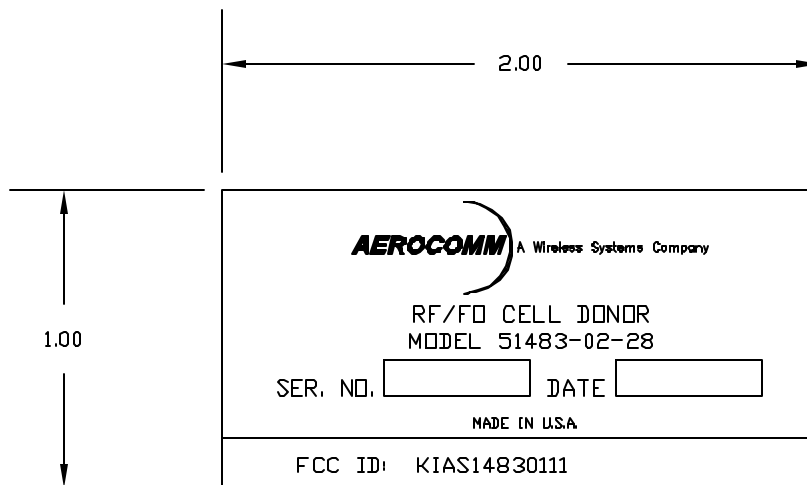 2.00
AEROCOMM A Wireless Systems Company
RF/FO CELL DONOR
1.00
MODEL 51483-02-28
SER. NO. DATE
MADE IN U.S.A.
FCC ID: KIAS14830111